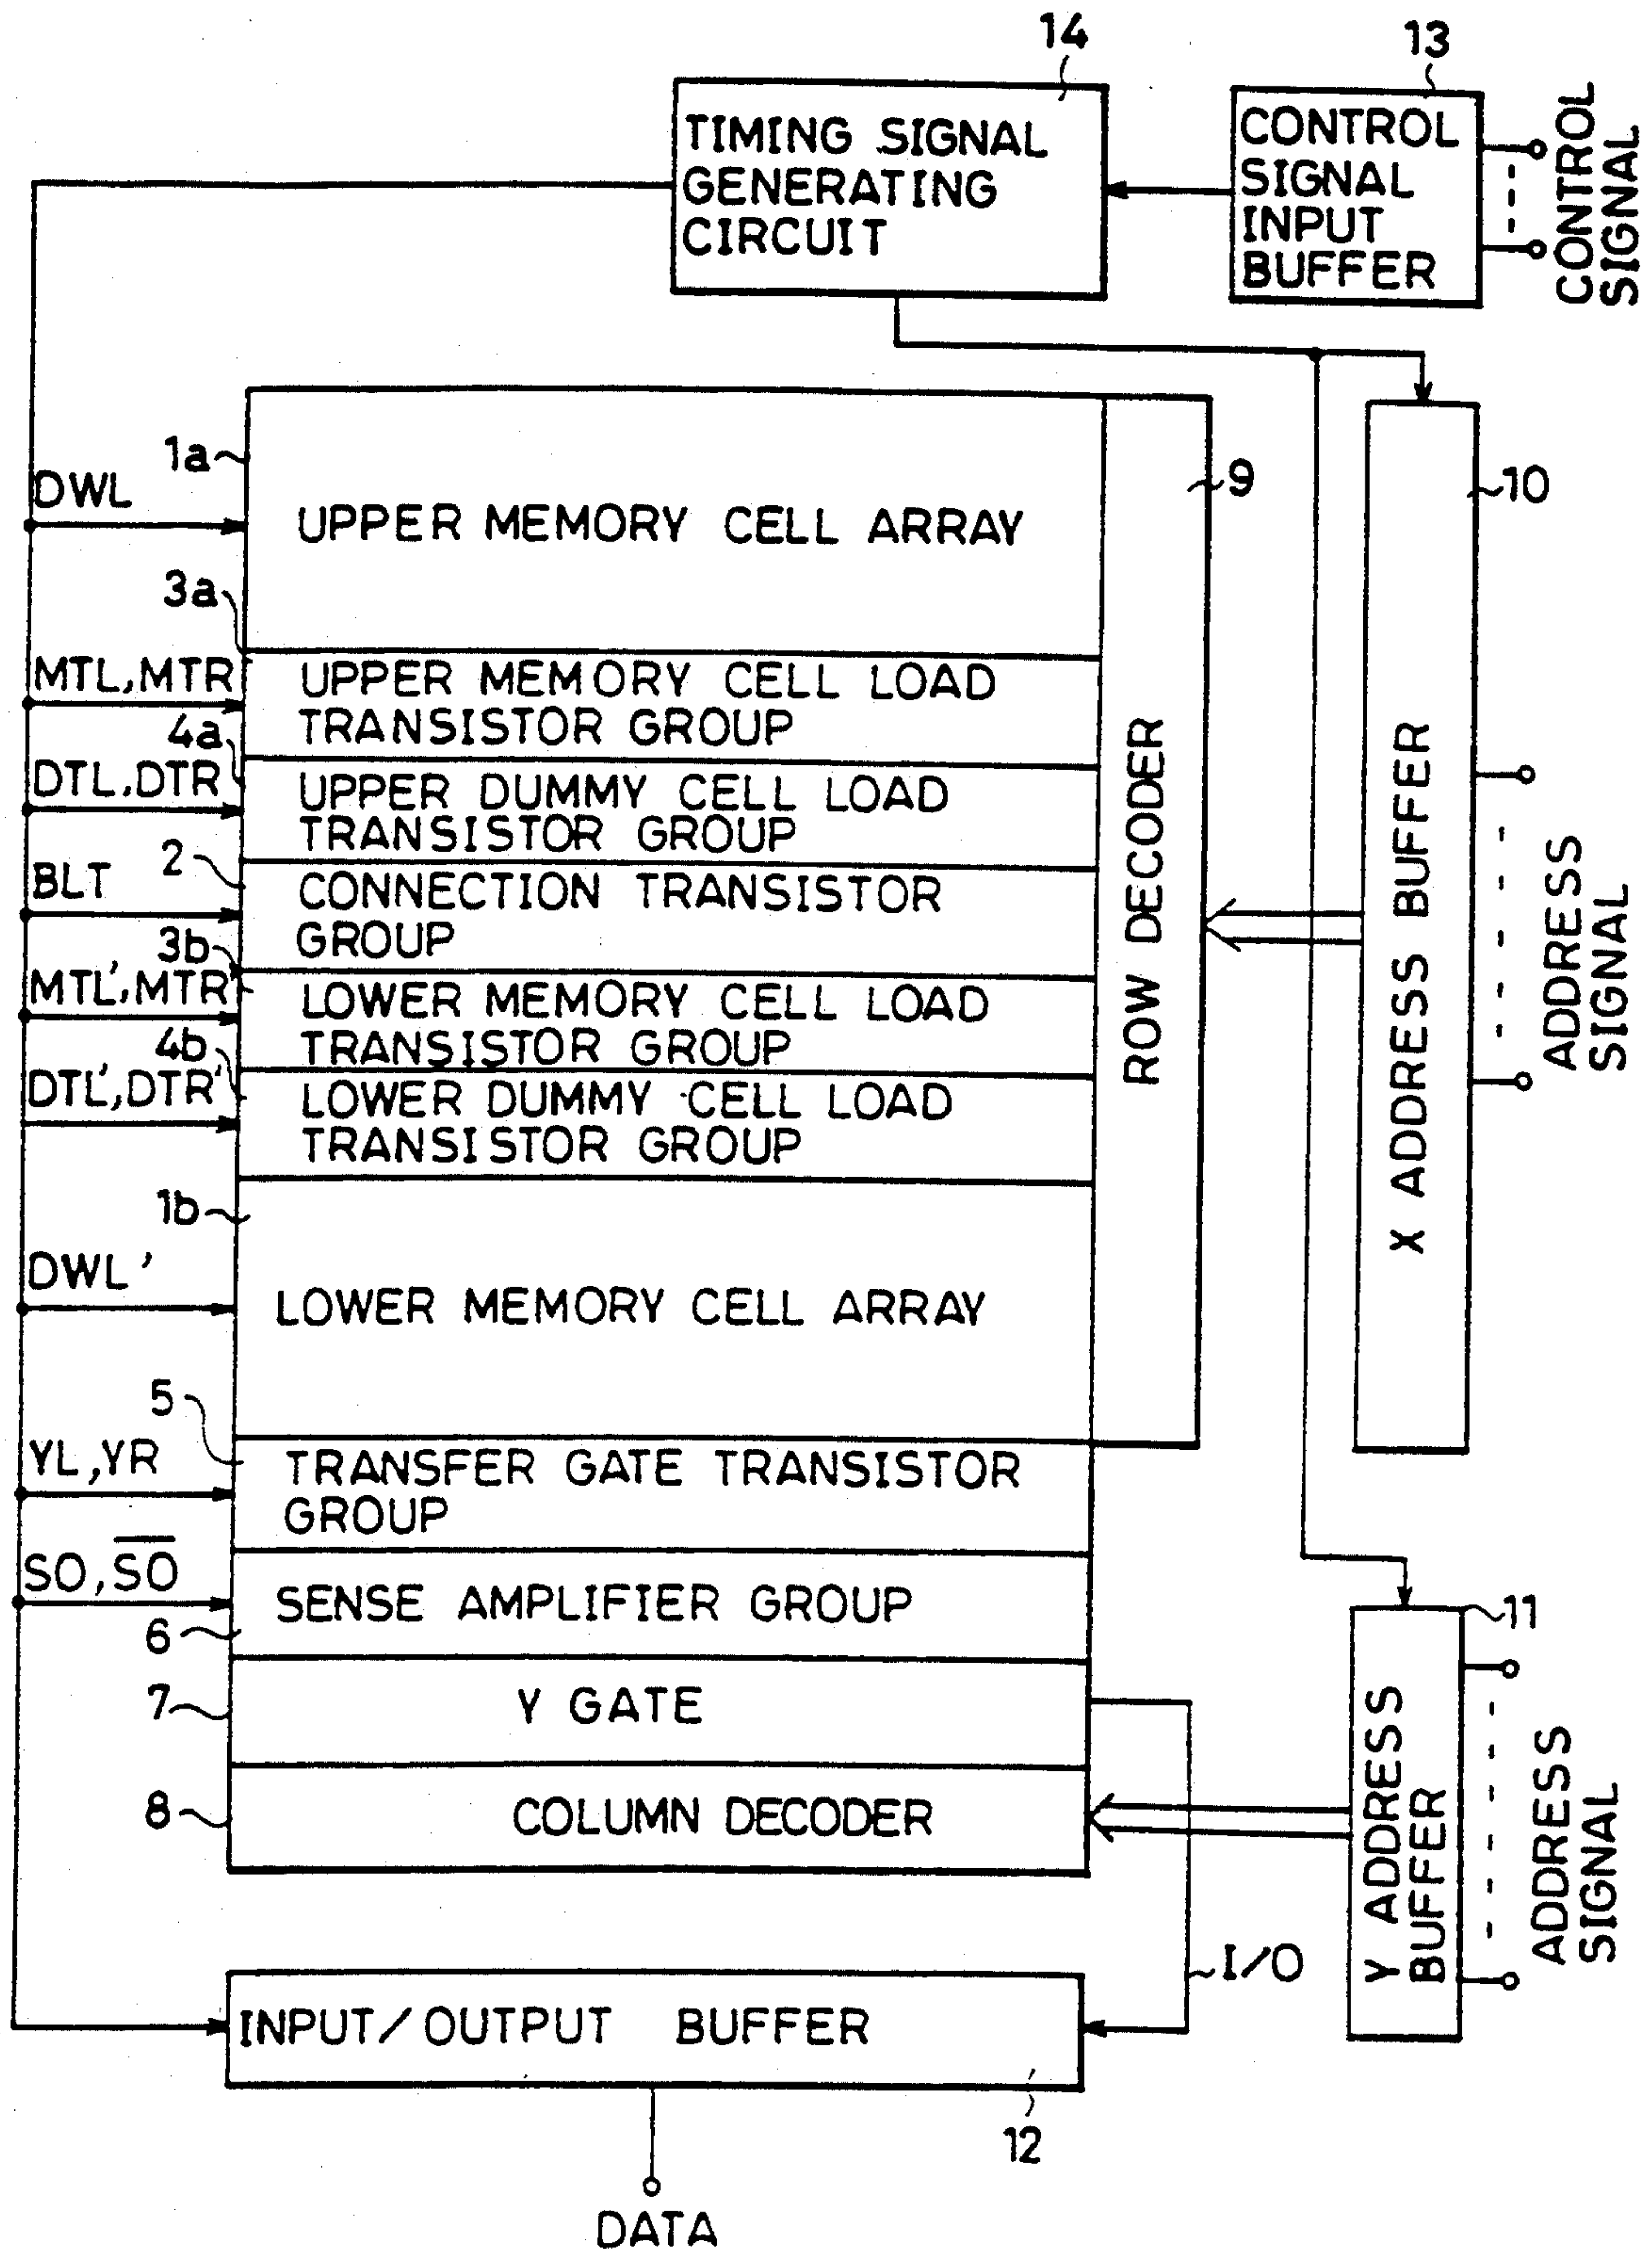 14
13
TIMING SIGNAL
GENERATING
CIRCUIT
CONTROL
SIGNAL
INPUT
BUFFER
CONTROL
SIGNAL
1a
DWL
UPPER MEMORY CELL ARRAY
9
10
3a
MTL,MTR
UPPER MEMORY CELL LOAD
TRANSISTOR GROUP
4a
DTL,DTR
UPPER DUMMY CELL LOAD
TRANSISTOR GROUP
2
BLT
CONNECTION TRANSISTOR
GROUP
3b
MTL',MTR'
LOWER MEMORY CELL LOAD
TRANSISTOR GROUP
4b
DTL',DTR'
LOWER DUMMY CELL LOAD
TRANSISTOR GROUP
ROW DECODER
X ADDRESS BUFFER
ADDRESS
SIGNAL
1b
DWL'
LOWER MEMORY CELL ARRAY
5
YL,YR
TRANSFER GATE TRANSISTOR
GROUP
SO,S̅O̅
SENSE AMPLIFIER GROUP
6
11
7
Y GATE
8
COLUMN DECODER
Y ADDRESS
BUFFER
ADDRESS
SIGNAL
I/O
INPUT/OUTPUT BUFFER
12
DATA